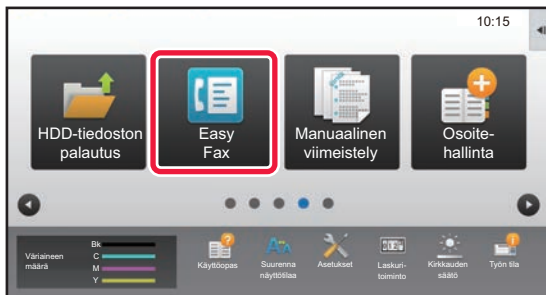 10:15
HDD-tiedoston
palautus
Easy
Fax
Manuaalinen
viimeistely
Osoite-
hallinta
Väriaineen
määrä
Bk
C
M
Y
Käyttöopas
Suurenna
näyttötilaa
Asetukset
Laskuri-
toiminto
Kirkkauden
säätö
Työn tila